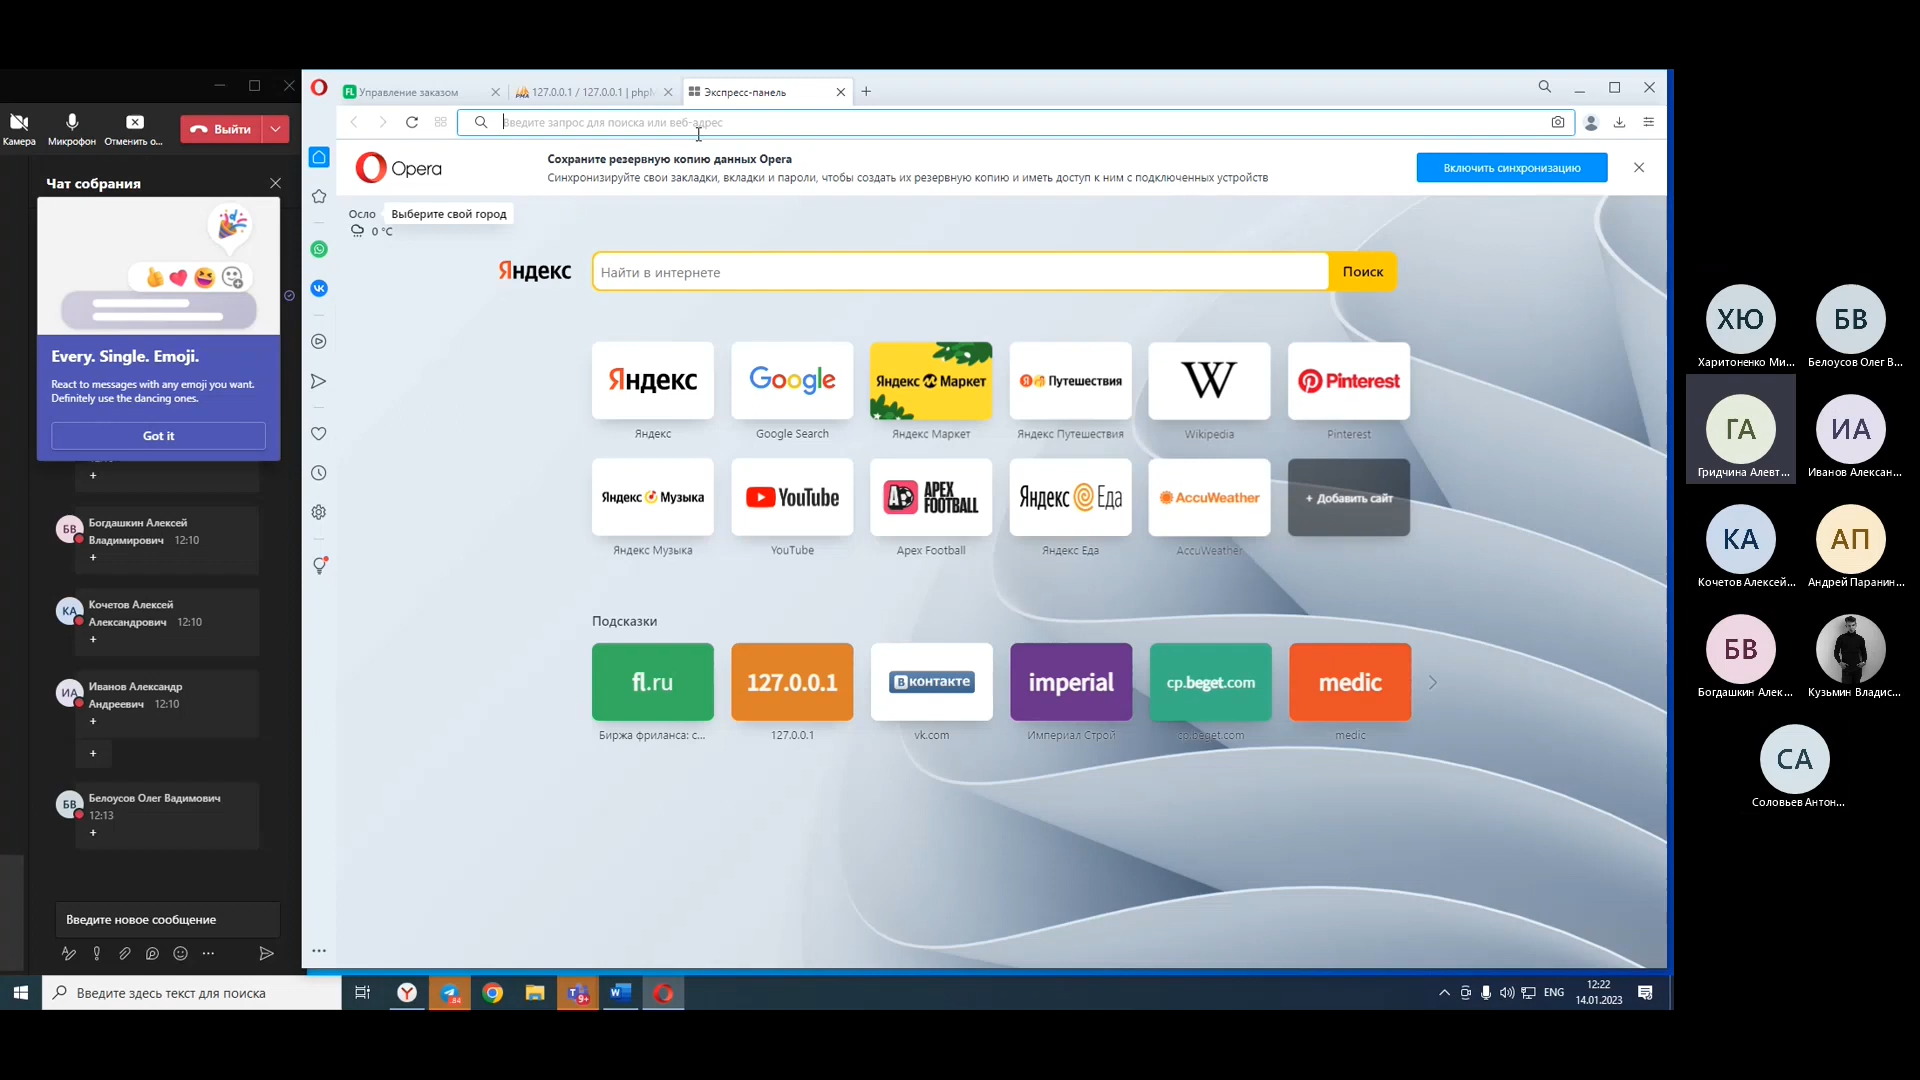 Управление заказом
127.0.0.1 / 127.0.0.1 | phpM
Экспресс-панель
Введите запрос для поиска или веб-адрес
Opera
Сохраните резервную копию данных Opera
Синхронизируйте свои закладки, вкладки и пароли, чтобы создать их резервную копию и иметь доступ к ним с подключенных устройств
Включить синхронизацию
Осло
Выберите свой город
0 °C
Яндекс
Найти в интернете
Поиск
Яндекс
Google
Яндекс Маркет
Путешествия
W
Pinterest
Яндекс
Google Search
Яндекс Маркет
Яндекс Путешествия
Wikipedia
Pinterest
Яндекс Музыка
YouTube
APEX FOOTBALL
Яндекс Еда
AccuWeather
+ Добавить сайт
Яндекс Музыка
YouTube
Apex Football
Яндекс Еда
AccuWeather
Подсказки
fl.ru
127.0.0.1
В контакте
imperial
cp.beget.com
medic
Биржа фриланса: с...
127.0.0.1
vk.com
Империал Строй
cp.beget.com
medic
Камера
Микрофон
Отменить о...
Выйти
Чат собрания
Every. Single. Emoji.
React to messages with any emoji you want.
Definitely use the dancing ones.
Got it
+
БВ
Богдашкин Алексей
Владимирович 12:10
+
КА
Кочетов Алексей
Александрович 12:10
+
ИА
Иванов Александр
Андреевич 12:10
+
+
БВ
Белоусов Олег Вадимович
12:13
+
Введите новое сообщение
Введите здесь текст для поиска
84
9+
ENG
12:22
14.01.2023
ХЮ
Харитоненко Ми...
БВ
Белоусов Олег В...
ГА
Гридчина Алевт...
ИА
Иванов Алексан...
КА
Кочетов Алексей...
АП
Андрей Паранин...
БВ
Богдашкин Алек...
Кузьмин Владис...
СА
Соловьев Антон...